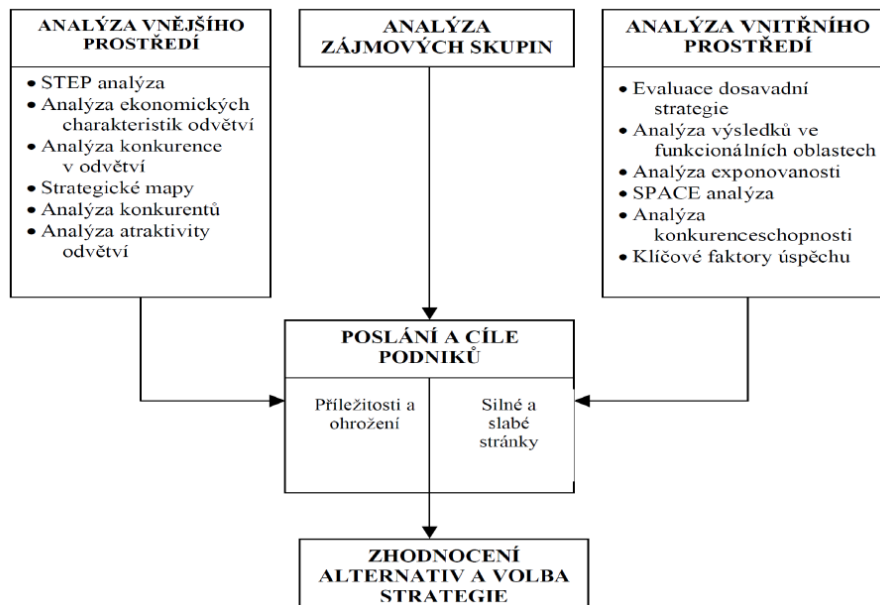 ANALÝZA VNĚJŠÍHO
PROSTŘEDÍ
• STEP analýza
• Analýza ekonomických
charakteristik odvětví
• Analýza konkurence
v odvětví
• Strategické mapy
• Analýza konkurentů
• Analýza atraktivity
odvětví
ANALÝZA
ZÁJMOVÝCH SKUPIN
ANALÝZA VNITŘNÍHO
PROSTŘEDÍ
• Evaluace dosavadní
strategie
• Analýza výsledků ve
funkcionálních oblastech
• Analýza exponovanosti
• SPACE analýza
• Analýza
konkurenceschopnosti
• Klíčové faktory úspěchu
POSLÁNÍ A CÍLE
PODNIKŮ
Příležitosti a
ohrožení
Silné a
slabé
stránky
ZHODNOCENÍ
ALTERNATIV A VOLBA
STRATEGIE